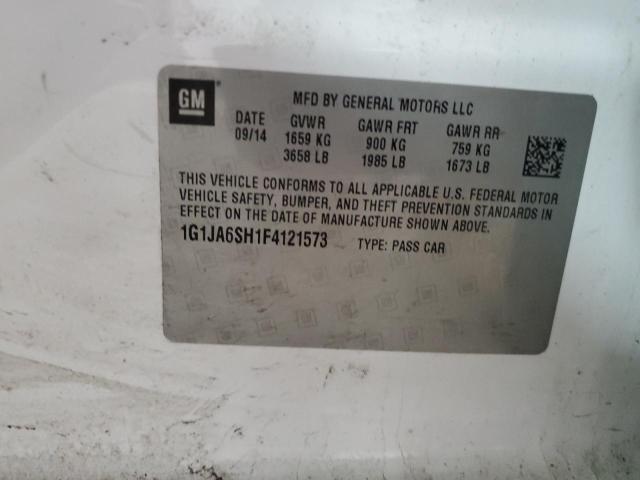 GM
MFD BY GENERAL MOTORS LLC
DATE GVWR GAWR FRT GAWR RR
09/14 1659 KG 900 KG 759 KG
3658 LB 1985 LB 1673 LB
THIS VEHICLE CONFORMS TO ALL APPLICABLE U.S. FEDERAL MOTOR
VEHICLE SAFETY, BUMPER, AND THEFT PREVENTION STANDARDS IN
EFFECT ON THE DATE OF MANUFACTURE SHOWN ABOVE.
1G1JA6SH1F4121573 TYPE: PASS CAR